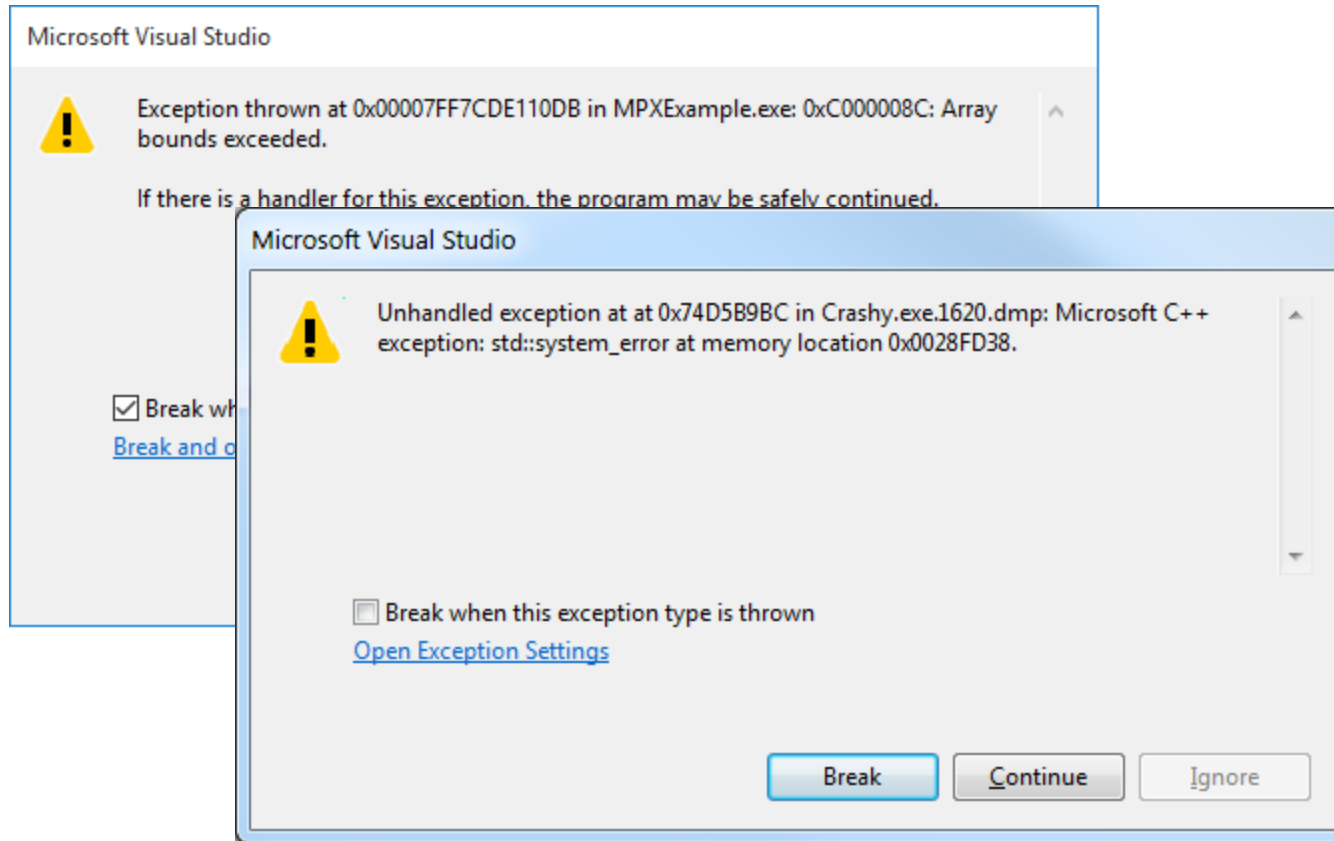 Microsoft Visual Studio
Exception thrown at 0x00007FF7CDE110DB in MPXExample.exe: 0xC000008C: Array
bounds exceeded.
If there is a handler for this exception, the program may be safely continued.
Break wh
Break and o
Microsoft Visual Studio
Unhandled exception at at 0x74D5B9BC in Crashy.exe.1620.dmp: Microsoft C++
exception: std::system_error at memory location 0x0028FD38.
Break when this exception type is thrown
Open Exception Settings
Break Continue Ignore